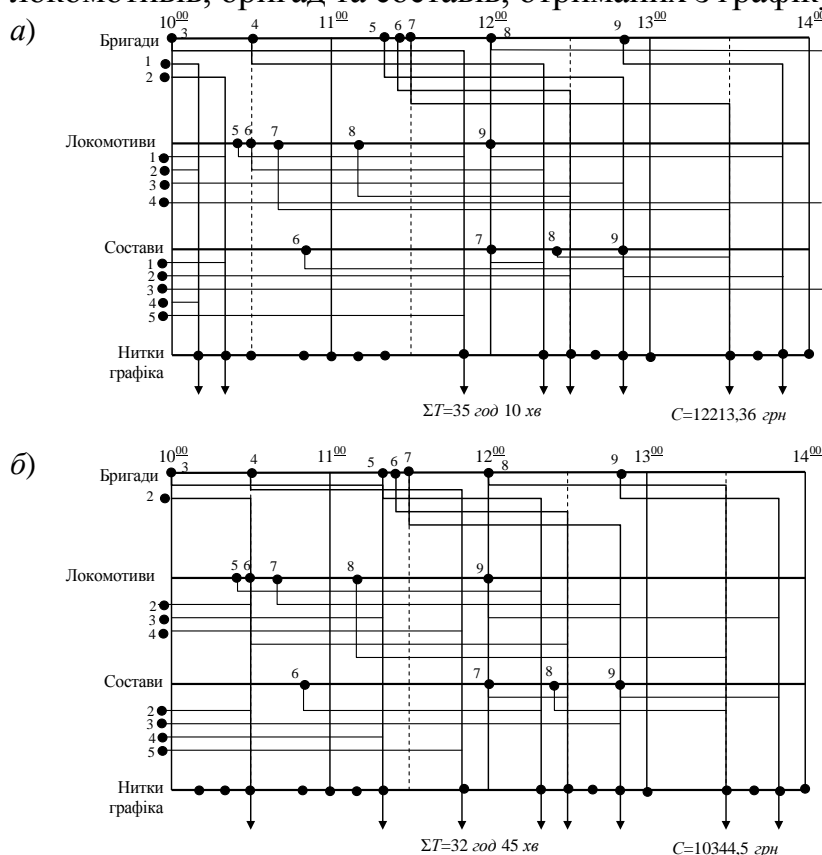 локомотивів, бригад та составів, отриманих з графік
а)
10 00 11 00 12 00 13 00 14 00
Бригади
3 4 5 6 7 8 9
1
2
Локомотиви
5 6 7 8 9
1
2
3
4
Состави
6 7 8 9
1
2
3
4
5
Нитки
графіка
ΣT=35 год 10 хв C=12213,36 грн
б)
10 00 11 00 12 00 13 00 14 00
Бригади
3 4 5 6 7 8 9
2
Локомотиви
5 6 7 8 9
2
3
4
Состави
6 7 8 9
2
3
4
5
Нитки
графіка
ΣT=32 год 45 хв C=10344,5 грн